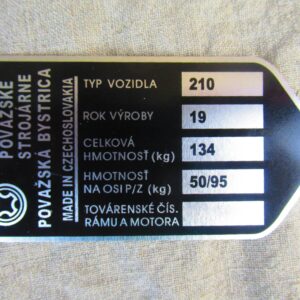 POVAŽSKÉ
STROJÁRNE
POVAŽSKÁ BYSTRICA
MADE IN CZECHOSLOVAKIA
TYP VOZIDLA 210
ROK VÝROBY 19
CELKOVÁ
HMOTNOSŤ (kg) 134
HMOTNOSŤ
NA OSI P/Z (kg) 50/95
TOVÁRENSKÉ ČÍS.
RÁMU A MOTORA